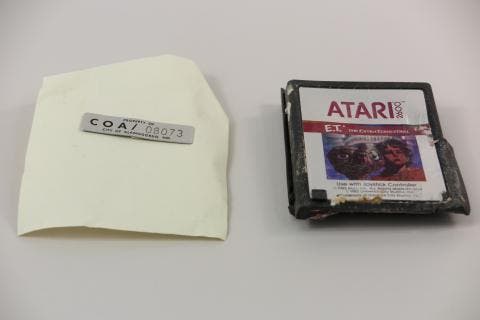 PROPERTY OF
COA/ 08073
CITY OF ALAMOGORDO NM
ATARI 2600
E.T. THE EXTRA-TERRESTRIAL
Use with Joystick Controller